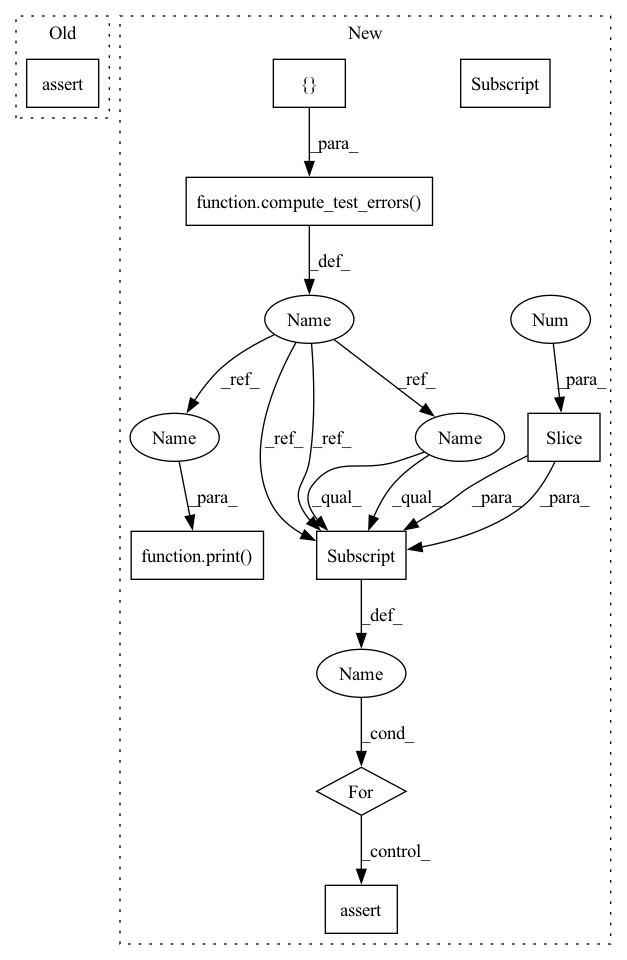 Old
New
assert
{}
Subscript
_para_
function.compute_test_errors()
_def_
Name
Num
_ref_
_ref_
_ref_
_ref_
_para_
Name
Name
Slice
_para_
_qual_
_qual_
_para_
_para_
function.print()
Subscript
_def_
Name
_cond_
For
_control_
assert